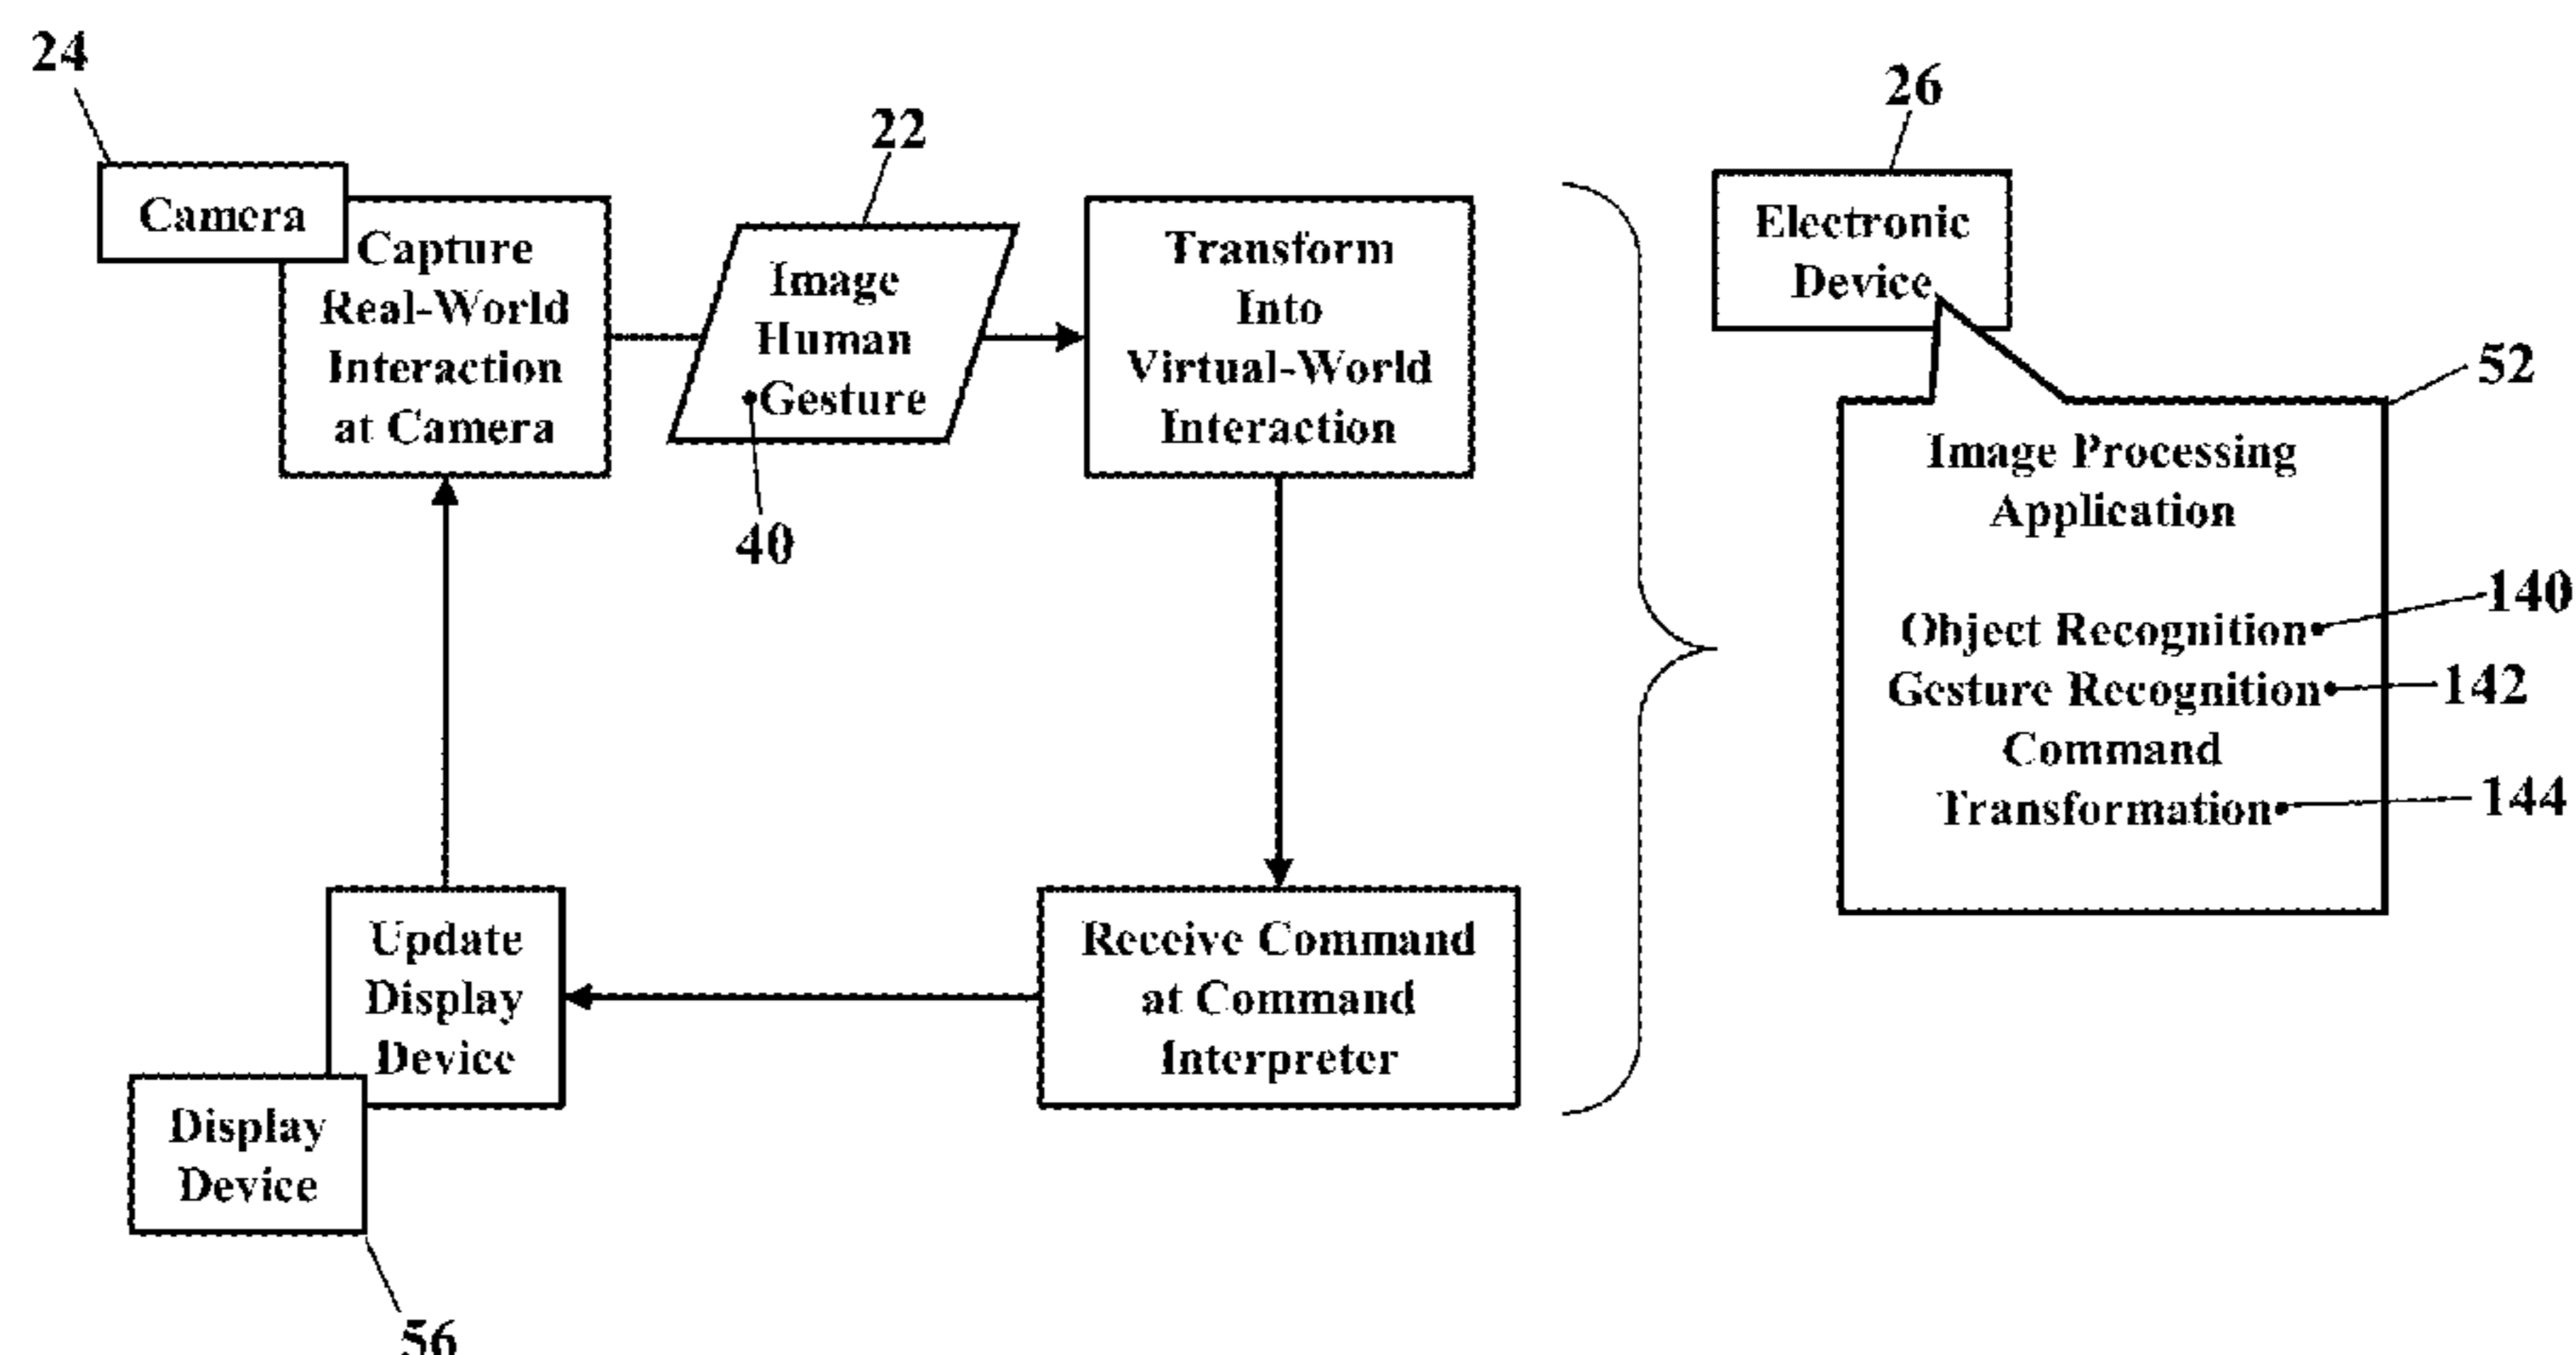 24
Camera
Capture
Real-World
Interaction
at Camera
22
Image
Human
Gesture
40
Transform
Into
Virtual-World
Interaction
Receive Command
at Command
Interpreter
Update
Display
Device
Display
Device
56
26
Electronic
Device
52
Image Processing
Application
Object Recognition
140
Gesture Recognition
142
Command
Transformation
144